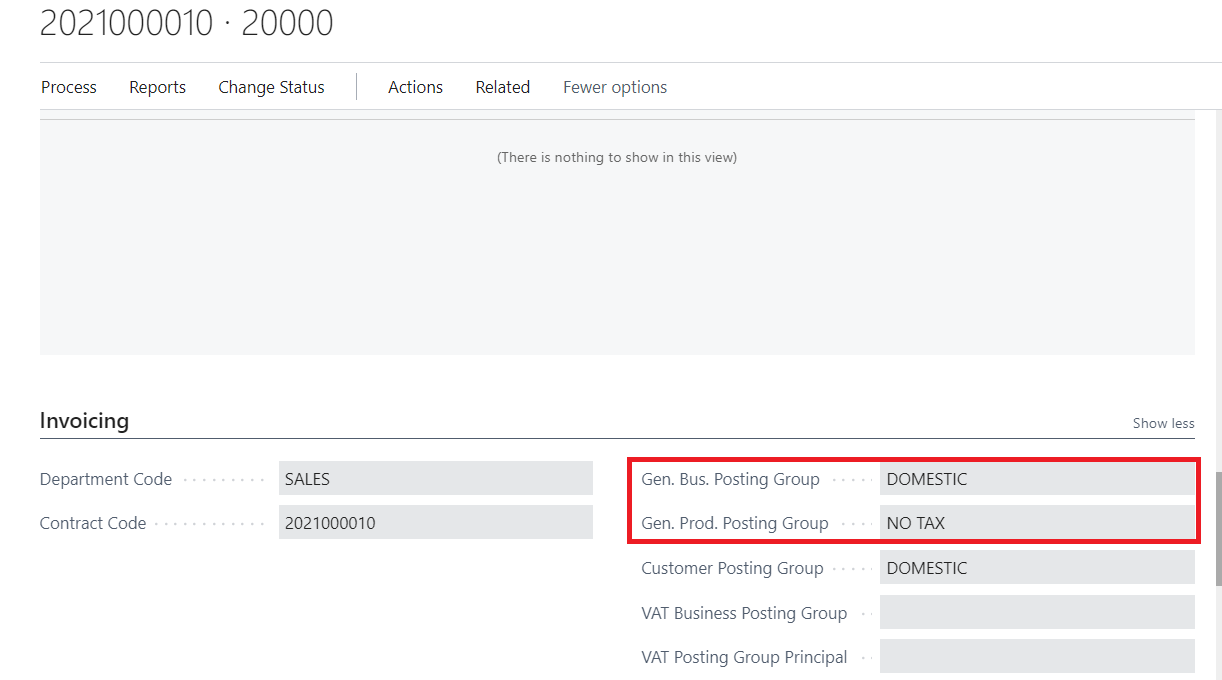 2021000010 · 20000
Process Reports Change Status Actions Related Fewer options
(There is nothing to show in this view)
Invoicing
Show less
Department Code SALES
Contract Code 2021000010
Gen. Bus. Posting Group DOMESTIC
Gen. Prod. Posting Group NO TAX
Customer Posting Group DOMESTIC
VAT Business Posting Group
VAT Posting Group Principal